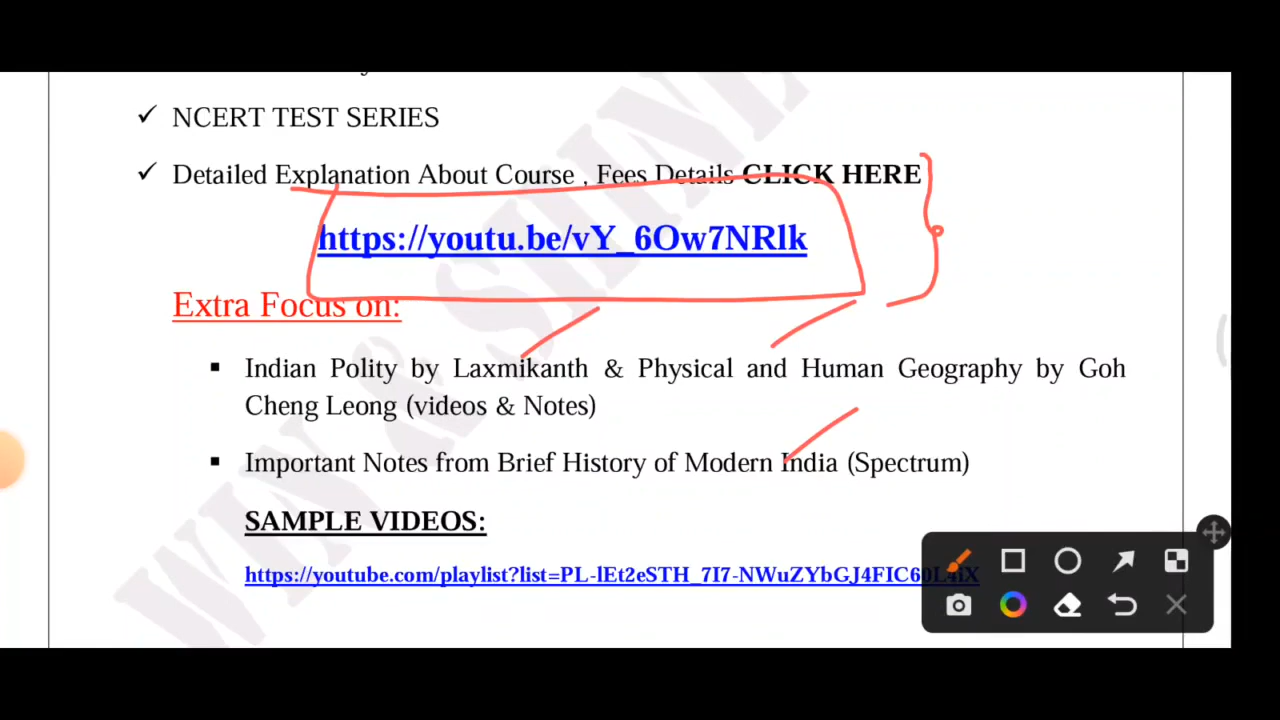 NCERT TEST SERIES
Detailed Explanation About Course , Fees Details CLICK HERE
https://youtu.be/vY_6Ow7NRlk
Extra Focus on:
Indian Polity by Laxmikanth & Physical and Human Geography by Goh
Cheng Leong (videos & Notes)
Important Notes from Brief History of Modern India (Spectrum)
SAMPLE VIDEOS:
WIN & SHINE